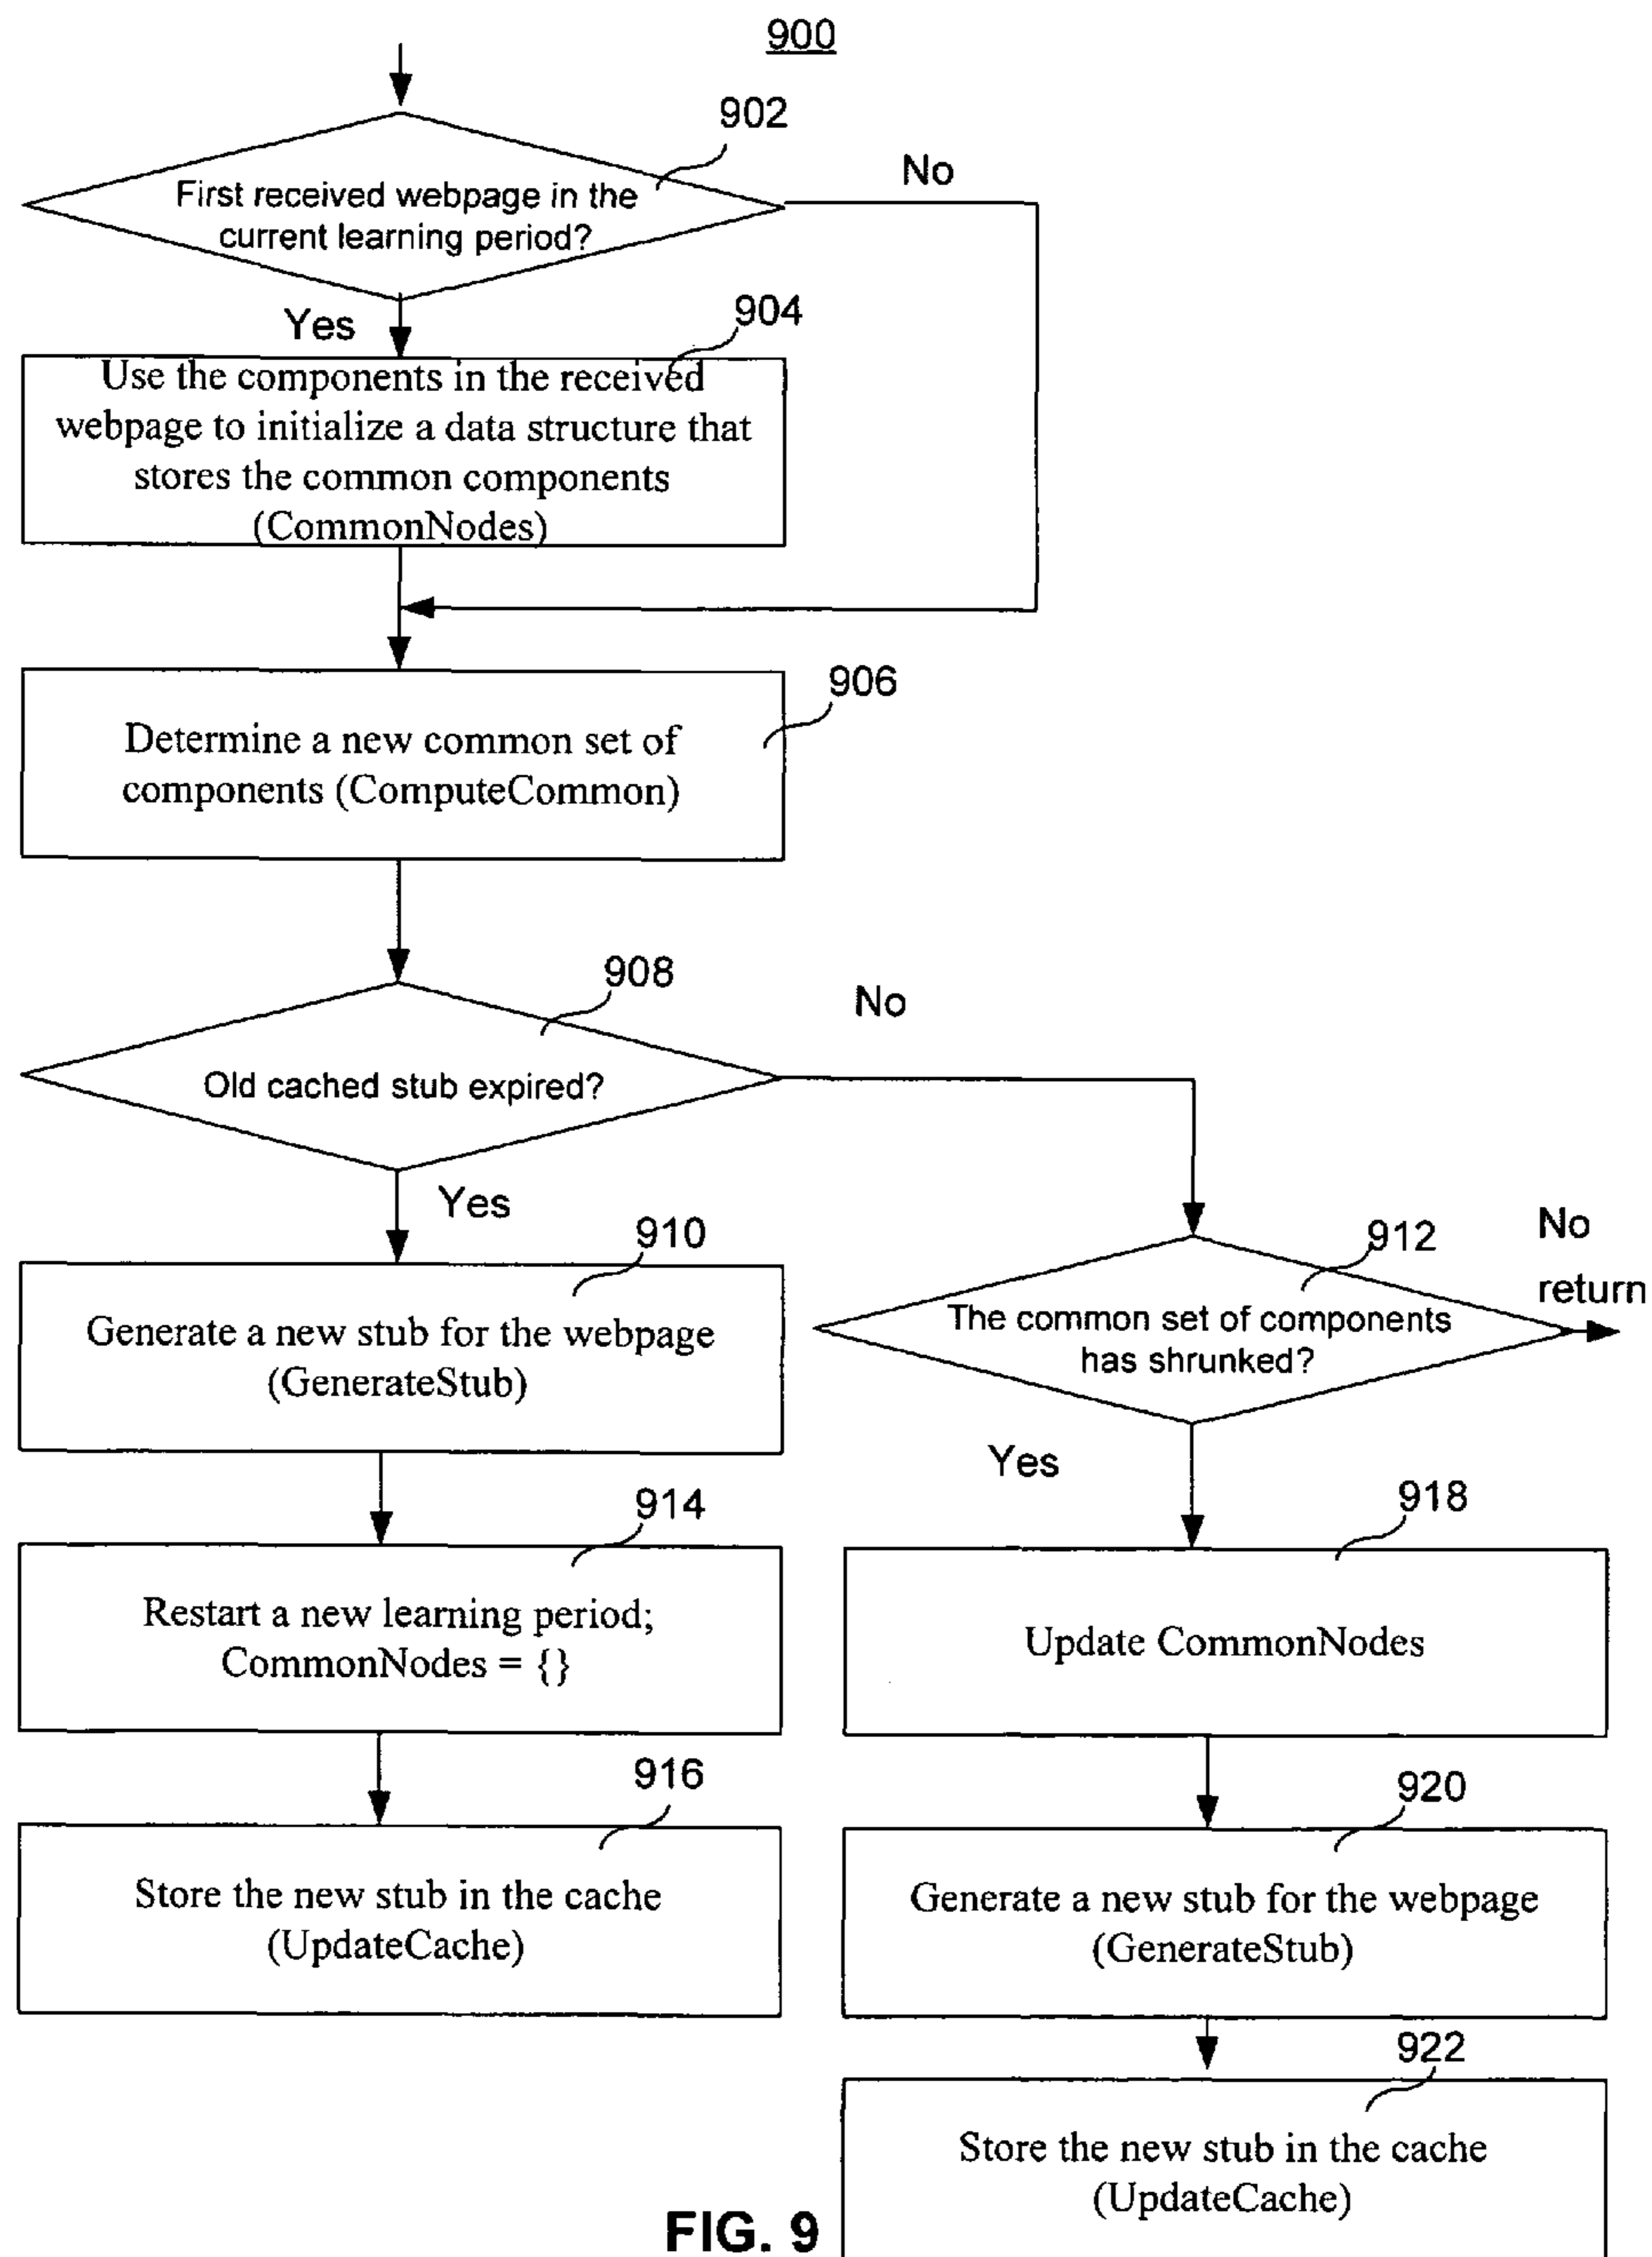 900
902
First received webpage in the
current learning period?
No
Yes
904
Use the components in the received
webpage to initialize a data structure that
stores the common components
(CommonNodes)
906
Determine a new common set of
components (ComputeCommon)
908
Old cached stub expired?
No
Yes
910
Generate a new stub for the webpage
(GenerateStub)
912
The common set of components
has shrunked?
No
return
Yes
914
Restart a new learning period;
CommonNodes = {}
918
Update CommonNodes
916
Store the new stub in the cache
(UpdateCache)
920
Generate a new stub for the webpage
(GenerateStub)
922
Store the new stub in the cache
(UpdateCache)
FIG. 9